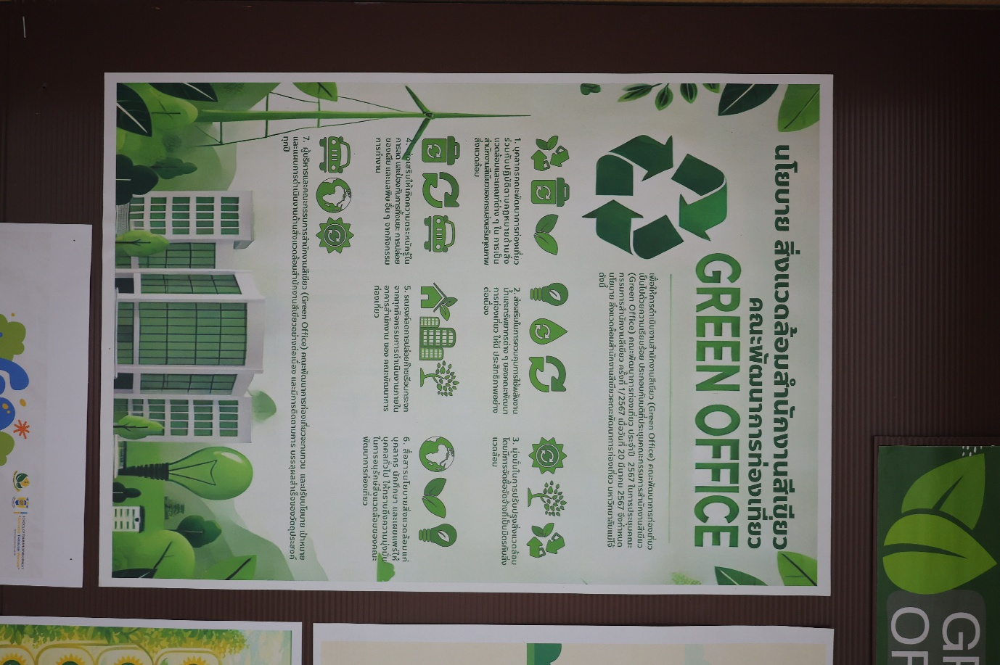 นโยบาย สิ่งแวดล้อมสำนักงานสีเขียว
คณะพัฒนาการท่องเที่ยว
GREEN OFFICE
เพื่อให้การดำเนินงานสำนักงานสีเขียว (Green Office) คณะพัฒนาการท่องเที่ยว
เป็นไปด้วยความเรียบร้อย ประกอบกับมติที่ประชุมคณะกรรมการสำนักงานสีเขียว
(Green Office) คณะพัฒนาการท่องเที่ยว ประจำปี 2567 ในการประชุมคณะ
กรรมการสำนักงานสีเขียว ครั้งที่ 1/2567 เมื่อวันที่ 20 มีนาคม 2567 จึงกำหนด
นโยบาย สิ่งแวดล้อมสำนักงานสีเขียวคณะพัฒนาการท่องเที่ยว มหาวิทยาลัยแม่โจ้
ดังนี้
1. บุคลากรคณะพัฒนาการท่องเที่ยว
ร่วมกันปฏิบัติตามกฎหมายด้านสิ่ง
แวดล้อมและเกณฑ์ต่าง ๆ ใน การเป็น
สำนักงานสีเขียวของกรมส่งเสริมคุณภาพ
สิ่งแวดล้อม
2. ส่งเสริมในการควบคุมการใช้พลังงาน
น้ำและทรัพยากรต่าง ๆ ของคณะพัฒนา
การท่องเที่ยว ให้มี ประสิทธิภาพอย่าง
ต่อเนื่อง
3. มุ่งมั่นในการปรับปรุงสิ่งแวดล้อม
โดยมีการจัดซื้อจัดจ้างที่เป็นมิตรกับสิ่ง
แวดล้อม
4. ส่งเสริมให้เกิดความตระหนักรู้ใน
การลด และป้องกันการทิ้งขยะ การปล่อย
ของเสีย และมลพิษอื่น ๆ จากกิจกรรม
การทำงาน
5. รณรงค์ลดการปล่อยก๊าซเรือนกระจก
จากทุกกิจกรรมการดำเนินงานภายใน
อาคารสำนักงาน ของ คณะพัฒนาการ
ท่องเที่ยว
6. สื่อสารนโยบายสิ่งแวดล้อมแก่
บุคลากร นักศึกษา และเผยแพร่ให้
บุคคลทั่วไป ให้ทราบถึงความมุ่งมั่น
ในการอนุรักษ์สิ่งแวดล้อมของคณะ
พัฒนาการท่องเที่ยว
7. ผู้บริหารและคณะกรรมการสำนักงานสีเขียว (Green Office) คณะพัฒนาการท่องเที่ยวจะทบทวน และปรับนโยบาย เป้าหมาย
และแผนการดำเนินงานด้านสิ่งแวดล้อมสำนักงานสีเขียวอย่างต่อเนื่อง และมีการติดตามการ บรรลุผลสำเร็จของวัตถุประสงค์
ทุกปี
SCHOOL OF TOURISM DEVELOPMENT